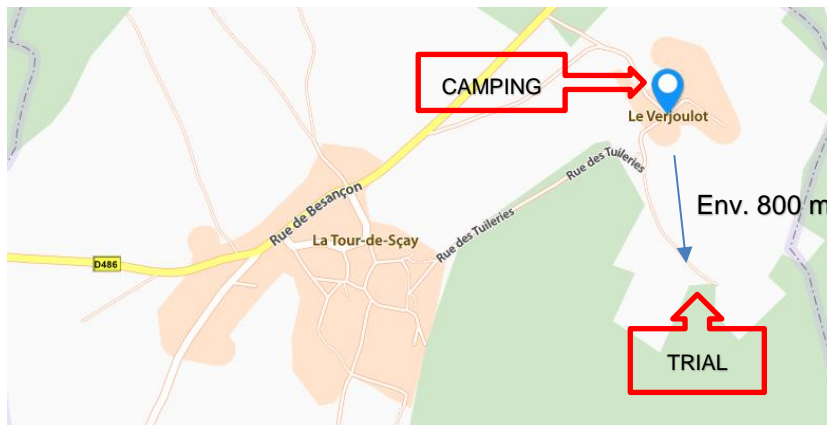 CAMPING
Le Verjoulot
Rue des Tuileries
Env. 800 m
Rue de Besançon
La Tour-de-Sçay
Rue des Tuileries
D486
TRIAL